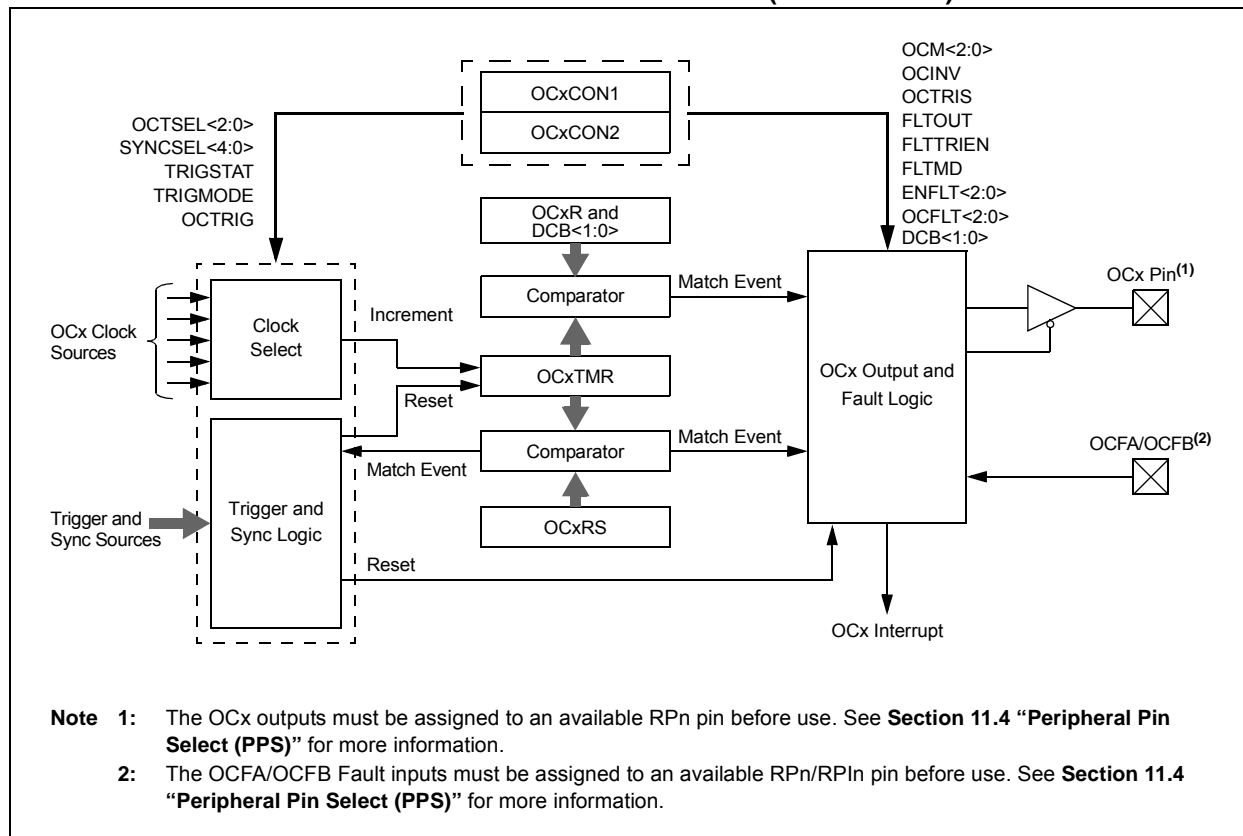 OCxCON1
OCxCON2
OCTSEL<2:0>
SYNCSEL<4:0>
TRIGSTAT
TRIGMODE
OCTRIG
OCM<2:0>
OCINV
OCTRIS
FLTOUT
FLTTRIEN
FLTMD
ENFLT<2:0>
OCFLT<2:0>
DCB<1:0>
OCxR and
DCB<1:0>
Comparator
Match Event
OCx Pin(1)
OCx Clock
Sources
Clock
Select
Increment
OCxTMR
Reset
OCx Output and
Fault Logic
Comparator
Match Event
Match Event
OCFA/OCFB(2)
Trigger and
Sync Sources
Trigger and
Sync Logic
OCxRS
Reset
OCx Interrupt
Note 1: The OCx outputs must be assigned to an available RPn pin before use. See Section 11.4 “Peripheral Pin
Select (PPS)” for more information.
2: The OCFA/OCFB Fault inputs must be assigned to an available RPn/RPIn pin before use. See Section 11.4
“Peripheral Pin Select (PPS)” for more information.